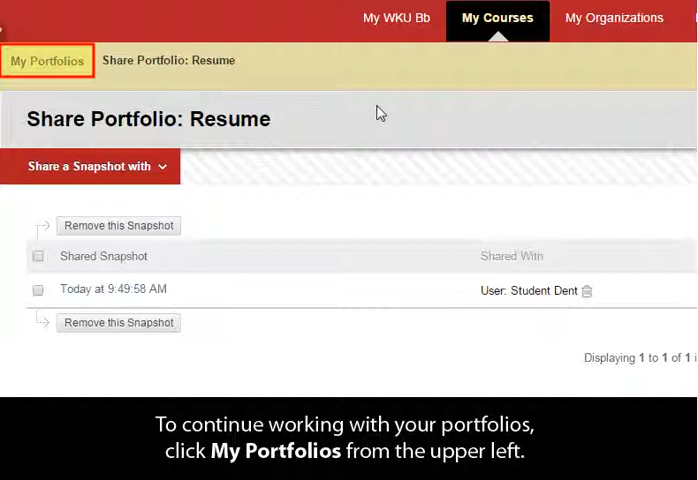 My WKU Bb My Courses My Organizations
My Portfolios Share Portfolio: Resume
Share Portfolio: Resume
Share a Snapshot with
Remove this Snapshot
Shared Snapshot Shared With
Today at 9:49:58 AM User: Student Dent
Remove this Snapshot
Displaying 1 to 1 of 1 i
To continue working with your portfolios,
click My Portfolios from the upper left.